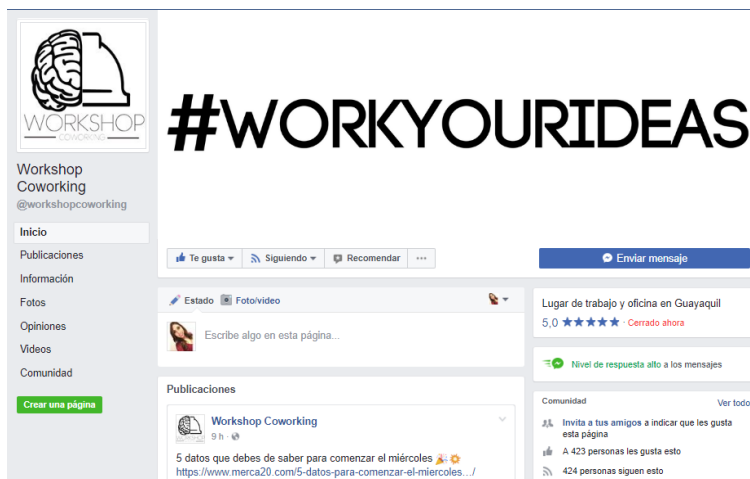 WORKSHOP
COWORKING
#WORKYOURIDEAS
Workshop
Coworking
@workshopcoworking
Inicio
Publicaciones
Información
Fotos
Opiniones
Videos
Comunidad
Crear una página
Te gusta
Siguiendo
Recomendar
Enviar mensaje
Estado
Foto/video
Escribe algo en esta página...
Publicaciones
Workshop Coworking
9 h ·
5 datos que debes de saber para comenzar el miércoles 🎉💥
https://www.merca20.com/5-datos-para-comenzar-el-miercoles…/
Lugar de trabajo y oficina en Guayaquil
5,0 ★★★★★ · Cerrado ahora
Nivel de respuesta alto a los mensajes
Comunidad
Ver todo
Invita a tus amigos a indicar que les gusta
esta página
A 423 personas les gusta esto
424 personas siguen esto